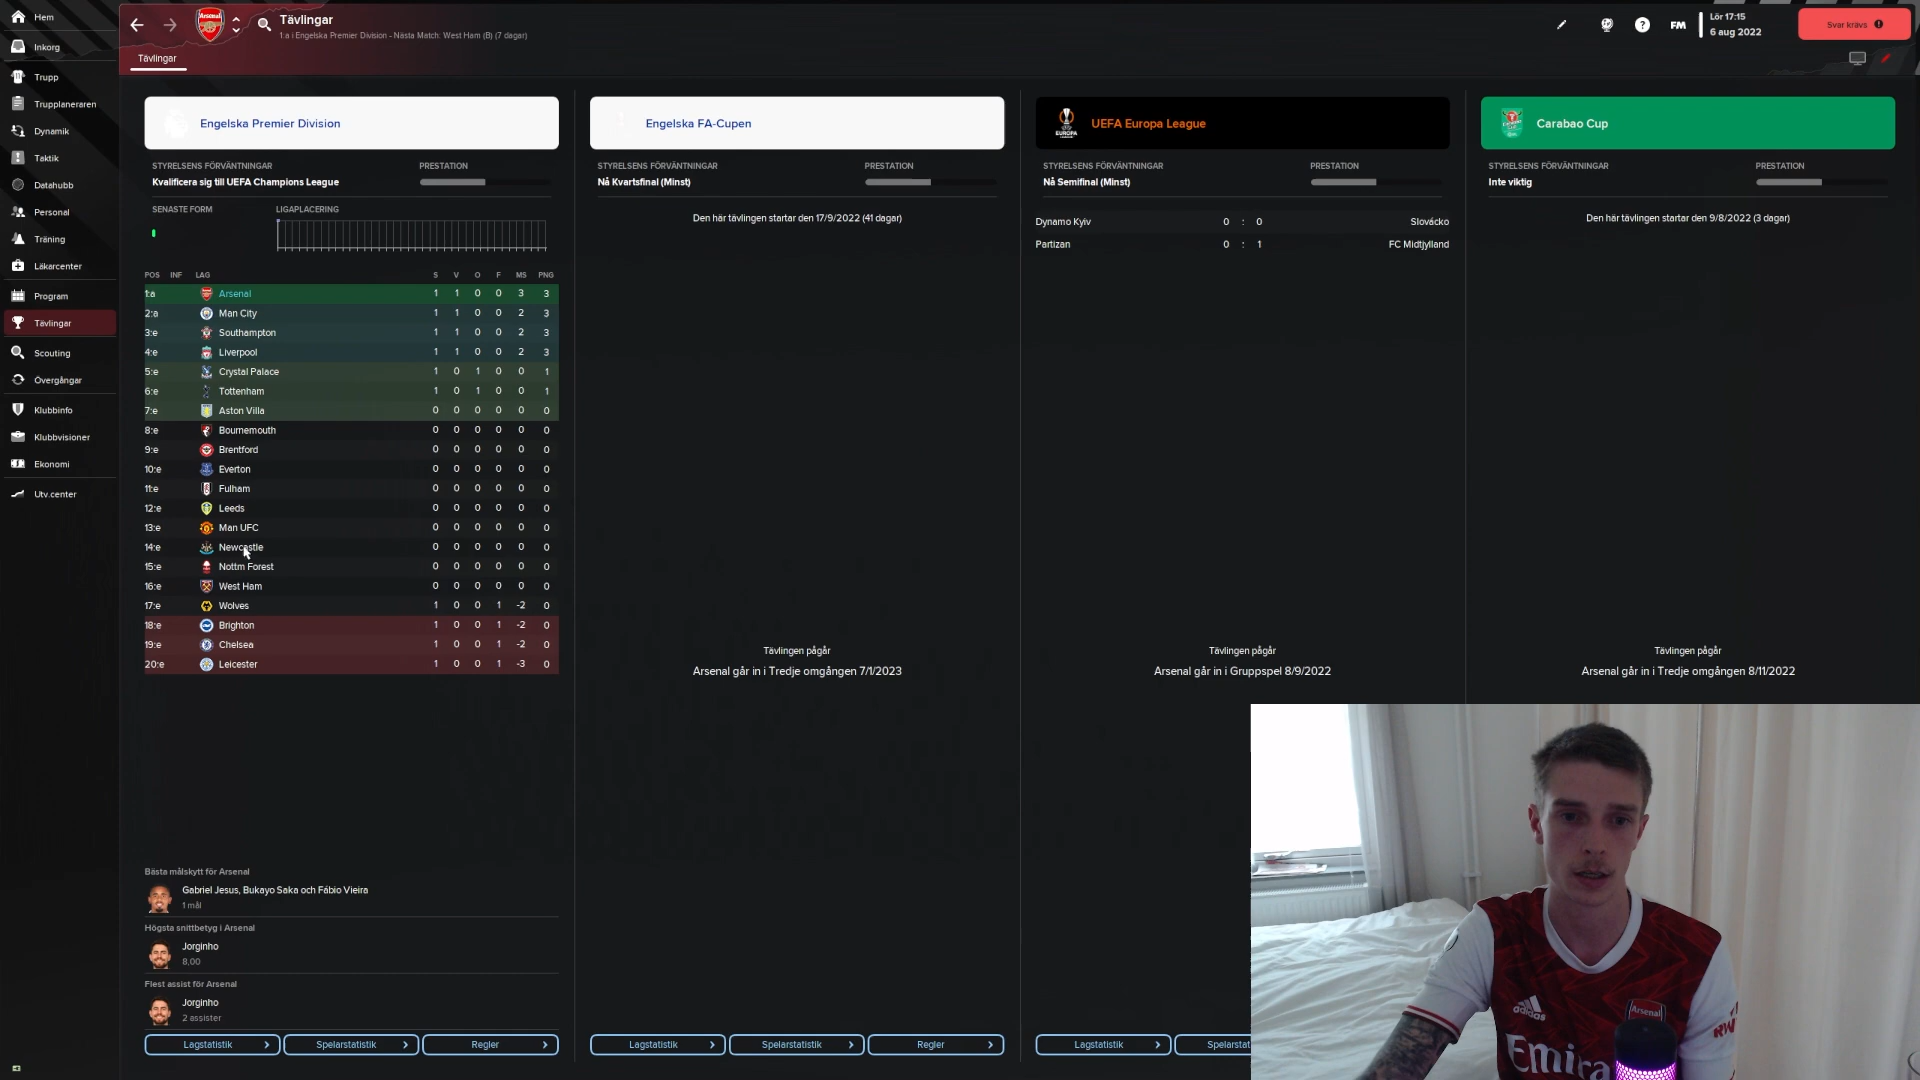 Hem
Inkorg
Trupp
Trupplaneraren
Dynamik
Taktik
Datahubb
Personal
Träning
Läkarcenter
Program
Tävlingar
Scouting
Övergångar
Klubbinfo
Klubbvisioner
Ekonomi
Utv.center
Tävlingar
1:a i Engelska Premier Division - Nästa Match: West Ham (B) (7 dagar)
FM
Lör 17:15
6 aug 2022
Svar krävs
Tävlingar
Engelska Premier Division
STYRELSENS FÖRVÄNTNINGAR PRESTATION
Kvalificera sig till UEFA Champions League
SENASTE FORM LIGAPLACERING
POS INF LAG S V O F MS PNG
1:a Arsenal 1 1 0 0 3 3
2:a Man City 1 1 0 0 2 3
3:e Southampton 1 1 0 0 2 3
4:e Liverpool 1 1 0 0 2 3
5:e Crystal Palace 1 0 1 0 0 1
6:e Tottenham 1 0 1 0 0 1
7:e Aston Villa 0 0 0 0 0 0
8:e Bournemouth 0 0 0 0 0 0
9:e Brentford 0 0 0 0 0 0
10:e Everton 0 0 0 0 0 0
11:e Fulham 0 0 0 0 0 0
12:e Leeds 0 0 0 0 0 0
13:e Man UFC 0 0 0 0 0 0
14:e Newcastle 0 0 0 0 0 0
15:e Nottm Forest 0 0 0 0 0 0
16:e West Ham 0 0 0 0 0 0
17:e Wolves 1 0 0 1 -2 0
18:e Brighton 1 0 0 1 -2 0
19:e Chelsea 1 0 0 1 -2 0
20:e Leicester 1 0 0 1 -3 0
Bästa målskytt för Arsenal
Gabriel Jesus, Bukayo Saka och Fábio Vieira
1 mål
Högsta snittbetyg i Arsenal
Jorginho
8,00
Flest assist för Arsenal
Jorginho
2 assister
Lagstatistik Spelarstatistik Regler
Engelska FA-Cupen
STYRELSENS FÖRVÄNTNINGAR PRESTATION
Nå Kvartsfinal (Minst)
Den här tävlingen startar den 17/9/2022 (41 dagar)
Tävlingen pågår
Arsenal går in i Tredje omgången 7/1/2023
Lagstatistik Spelarstatistik Regler
UEFA Europa League
STYRELSENS FÖRVÄNTNINGAR PRESTATION
Nå Semifinal (Minst)
Dynamo Kyiv 0 : 0 Slovácko
Partizan 0 : 1 FC Midtjylland
Tävlingen pågår
Arsenal går in i Gruppspel 8/9/2022
Lagstatistik Spelarstat
Carabao Cup
STYRELSENS FÖRVÄNTNINGAR PRESTATION
Inte viktig
Den här tävlingen startar den 9/8/2022 (3 dagar)
Tävlingen pågår
Arsenal går in i Tredje omgången 8/11/2022
adidas
Arsenal
Emira